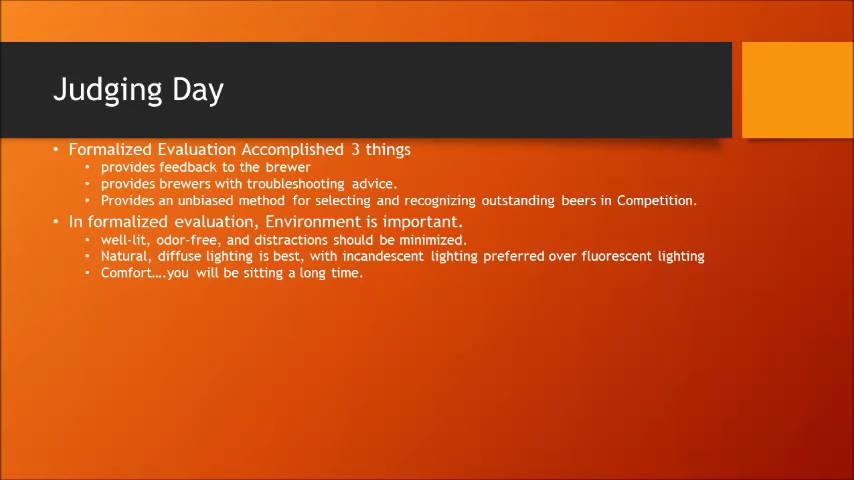 Judging Day
• Formalized Evaluation Accomplished 3 things
• provides feedback to the brewer
• provides brewers with troubleshooting advice.
• Provides an unbiased method for selecting and recognizing outstanding beers in Competition.
• In formalized evaluation, Environment is important.
• well-lit, odor-free, and distractions should be minimized.
• Natural, diffuse lighting is best, with incandescent lighting preferred over fluorescent lighting
• Comfort….you will be sitting a long time.